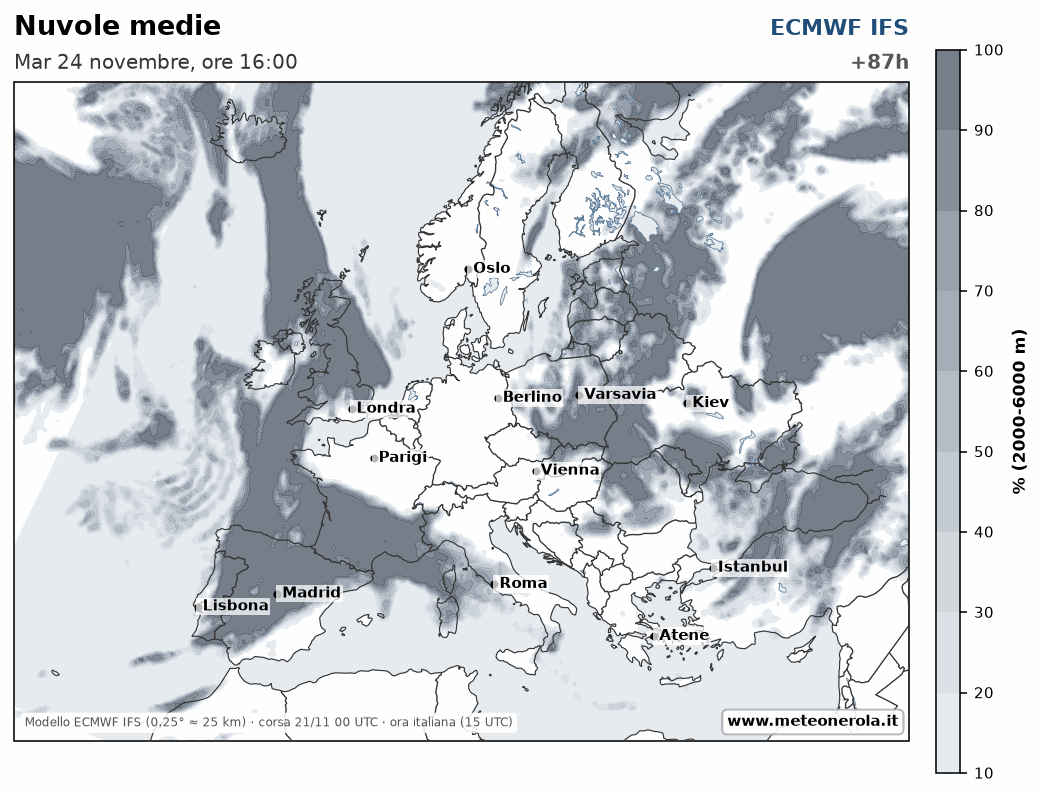 Nuvole medie
ECMWF IFS
Mar 24 novembre, ore 16:00
+87h
100
90
80
70
60
50
40
30
20
10
% (2000-6000 m)
Oslo
Londra
Berlino
Varsavia
Kiev
Parigi
Vienna
Istanbul
Roma
Madrid
Lisbona
Atene
Modello ECMWF IFS (0,25° ≈ 25 km) · corsa 21/11 00 UTC · ora italiana (15 UTC)
www.meteonerola.it